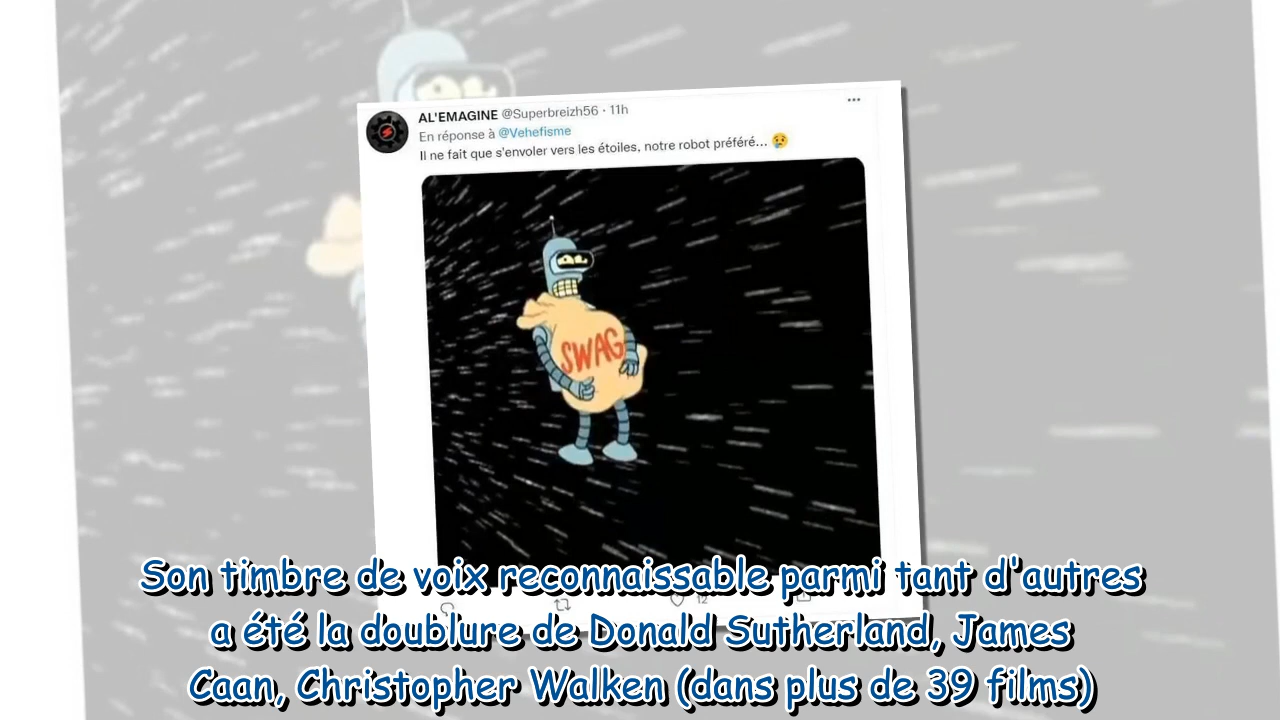 AL'EMAGINE @Superbreizh56 · 11h
En réponse à @Vehefisme
Il ne fait que s'envoler vers les étoiles, notre robot préféré... 😢
SWAG
Son timbre de voix reconnaissable parmi tant d'autres
a été la doublure de Donald Sutherland, James
Caan, Christopher Walken (dans plus de 39 films)